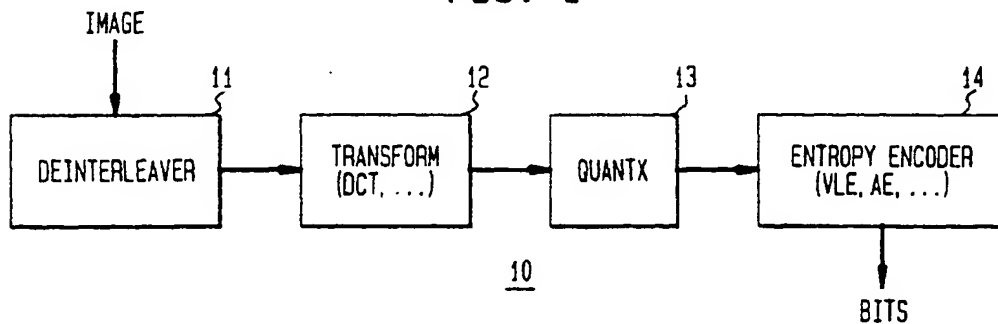 IMAGE
11
DEINTERLEAVER
12
TRANSFORM
(DCT, ...)
13
QUANTX
14
ENTROPY ENCODER
(VLE, AE, ...)
10
BITS